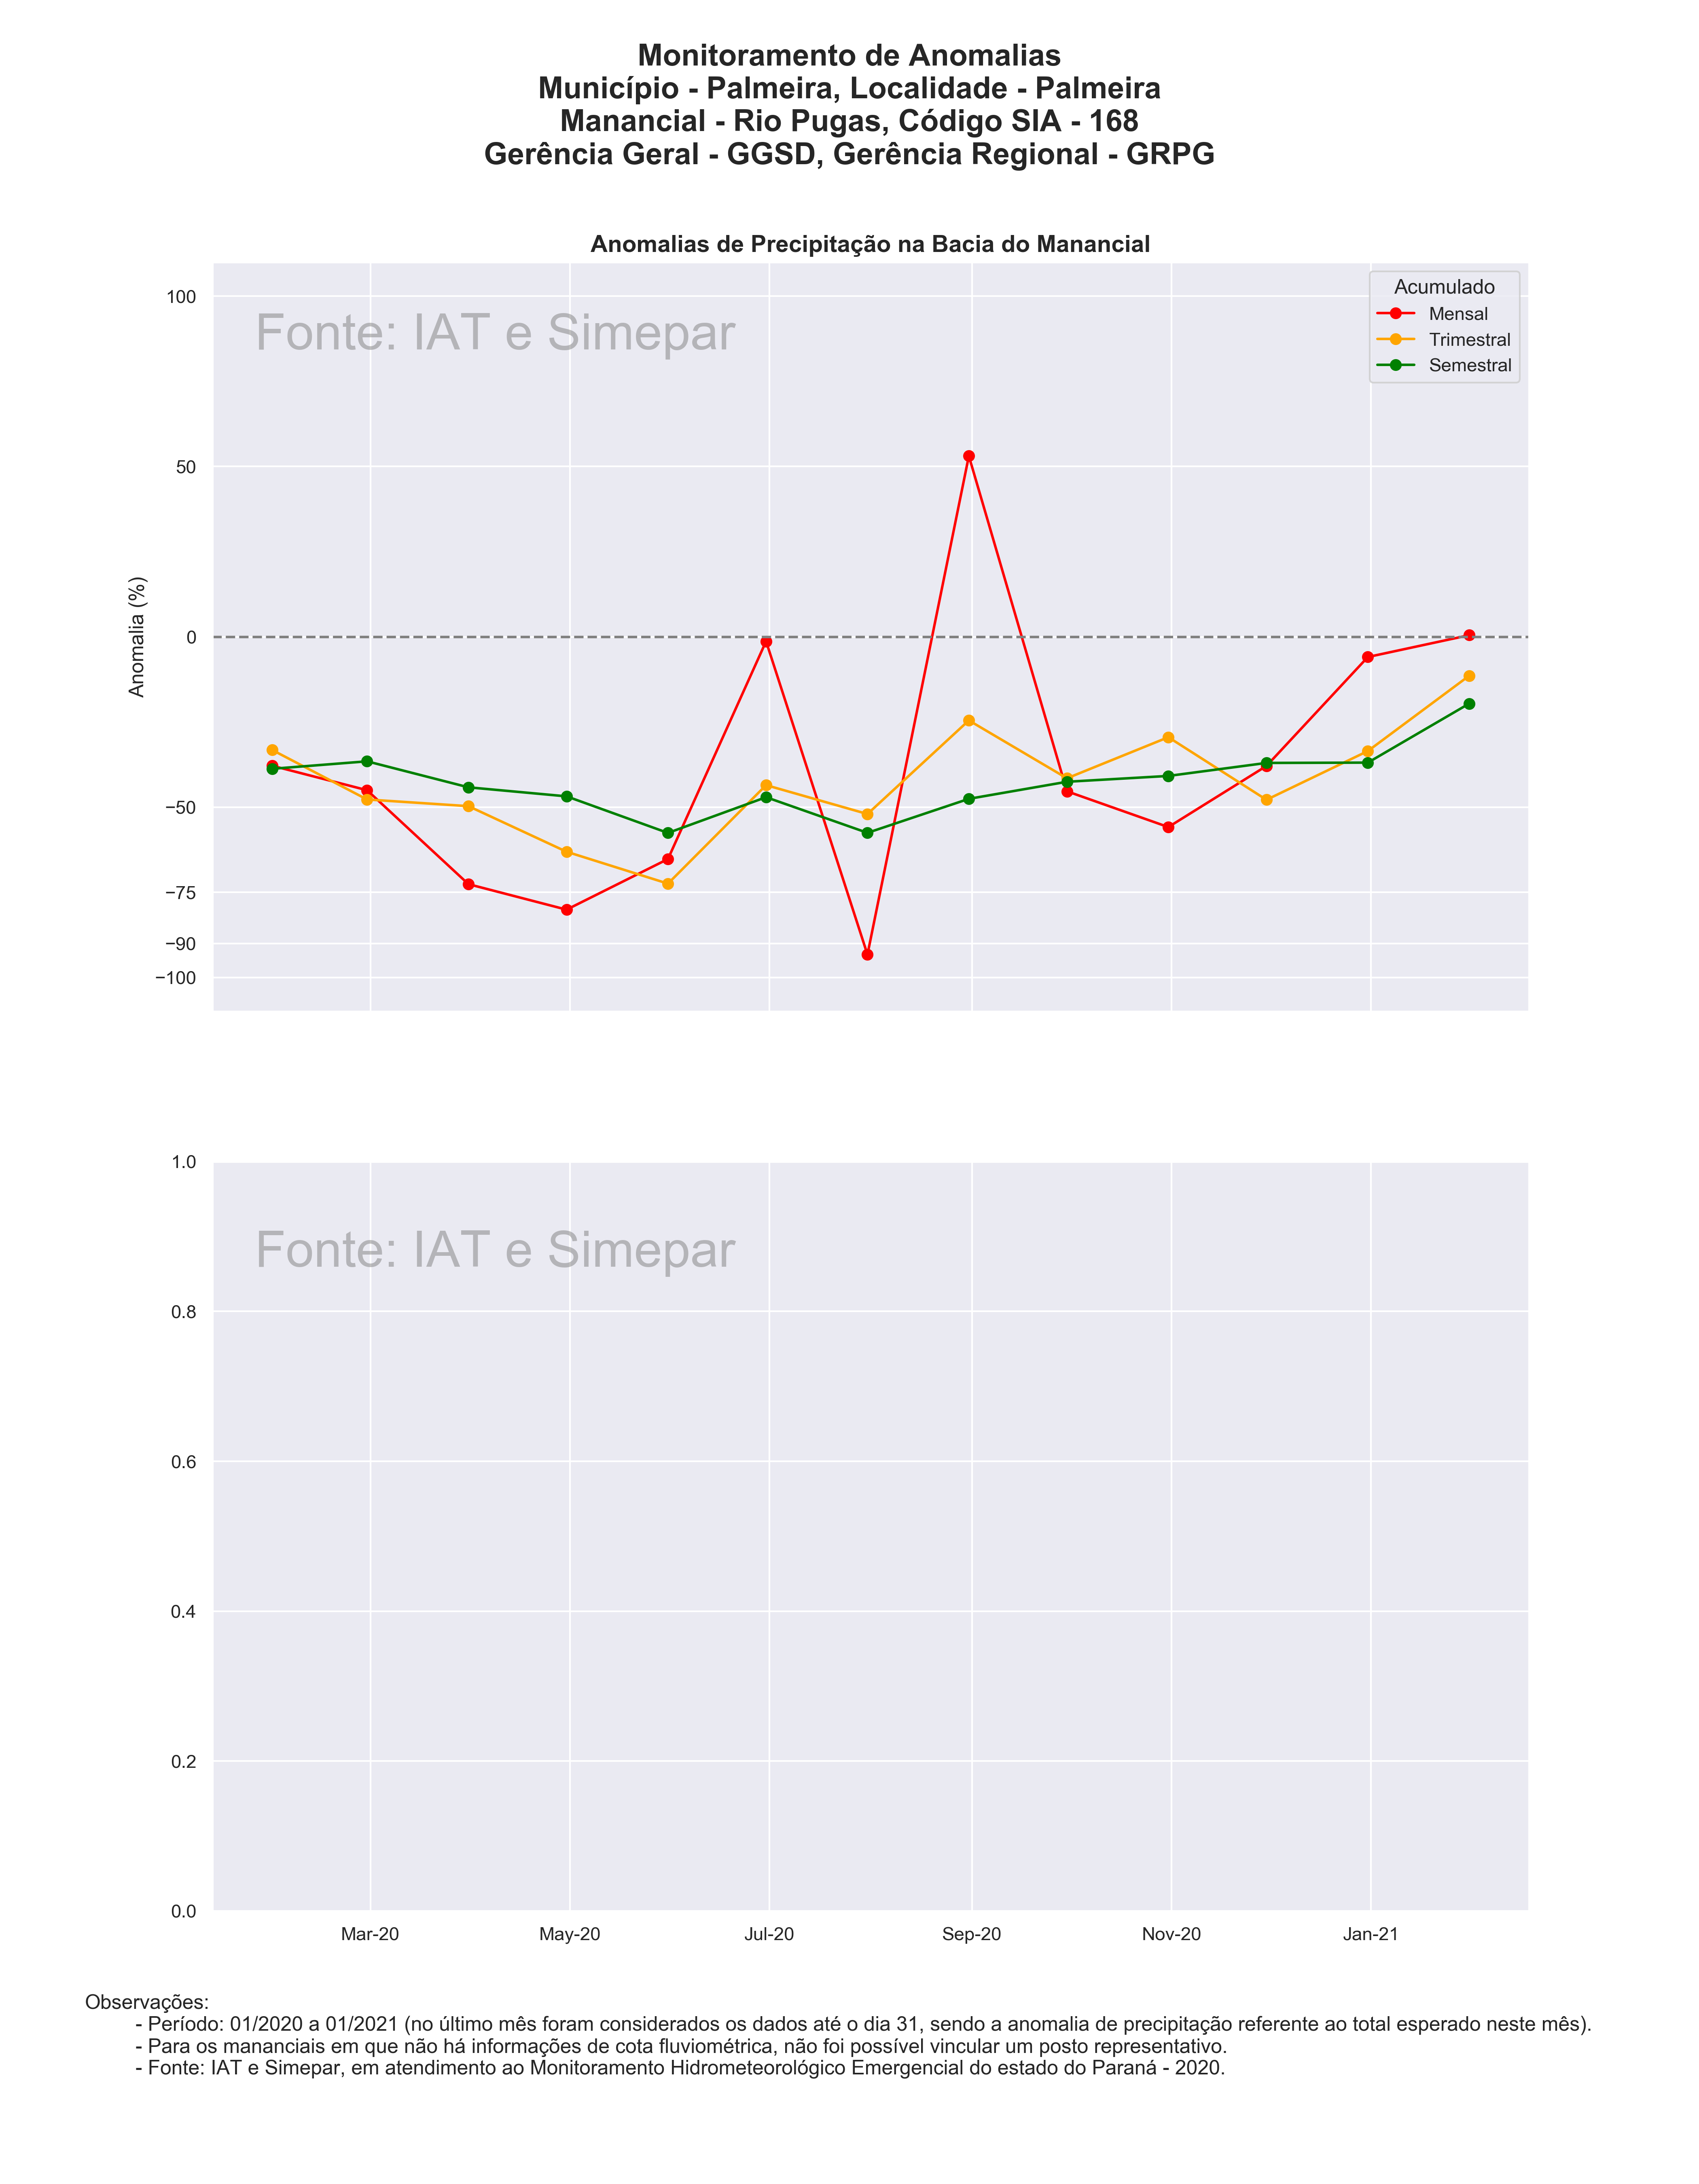 Monitoramento de Anomalias
Município - Palmeira, Localidade - Palmeira
Manancial - Rio Pugas, Código SIA - 168
Gerência Geral - GGSD, Gerência Regional - GRPG
Anomalias de Precipitação na Bacia do Manancial
Fonte: IAT e Simepar
Acumulado
Mensal
Trimestral
Semestral
Anomalia (%)
100
50
0
−50
−75
−90
−100
Fonte: IAT e Simepar
1.0
0.8
0.6
0.4
0.2
0.0
Mar-20 May-20 Jul-20 Sep-20 Nov-20 Jan-21
Observações:
- Período: 01/2020 a 01/2021 (no último mês foram considerados os dados até o dia 31, sendo a anomalia de precipitação referente ao total esperado neste mês).
- Para os mananciais em que não há informações de cota fluviométrica, não foi possível vincular um posto representativo.
- Fonte: IAT e Simepar, em atendimento ao Monitoramento Hidrometeorológico Emergencial do estado do Paraná - 2020.